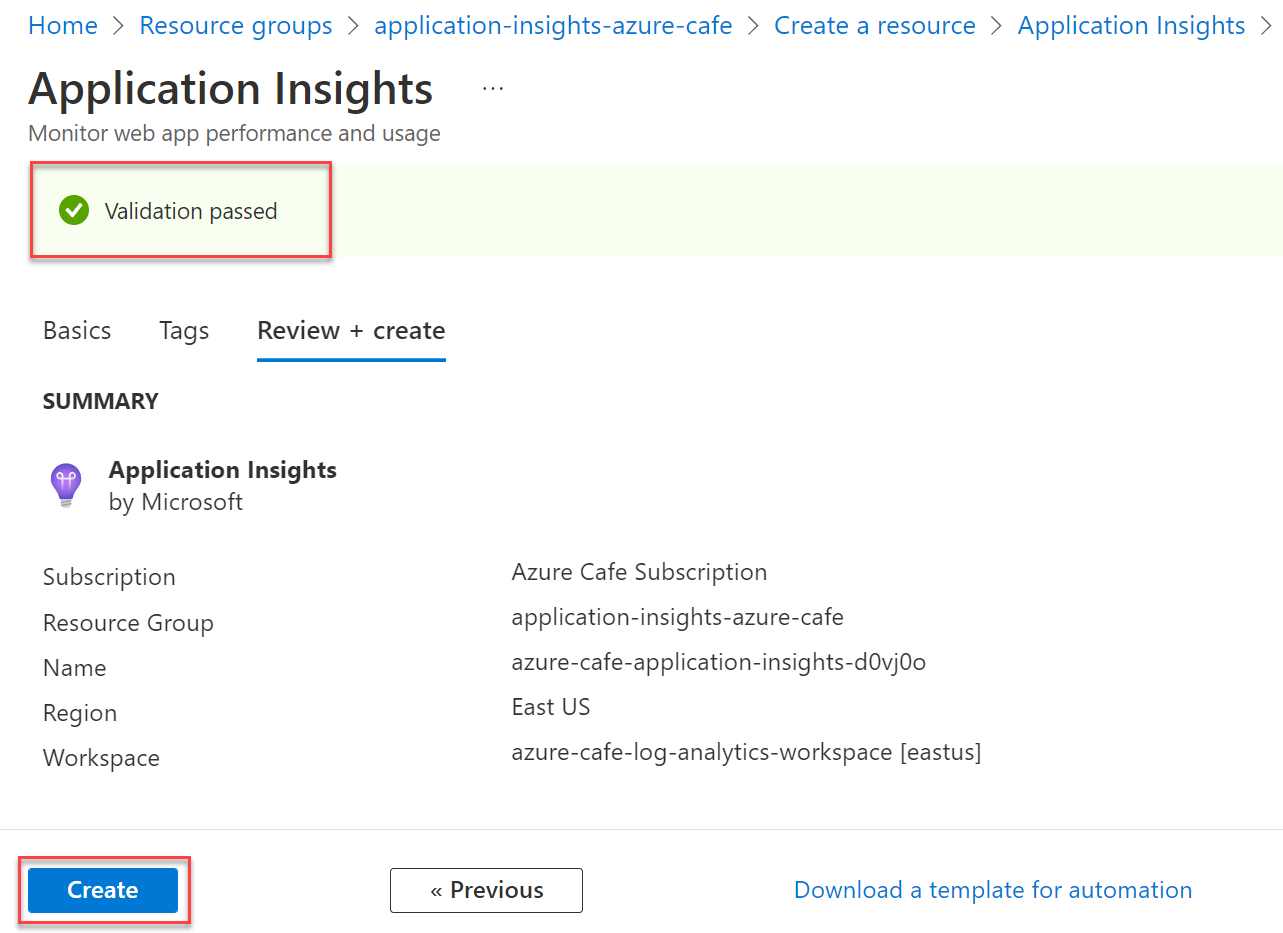 Home > Resource groups > application-insights-azure-cafe > Create a resource > Application Insights >
Application Insights ...
Monitor web app performance and usage
Validation passed
Basics Tags Review + create
SUMMARY
Application Insights
by Microsoft
Subscription Azure Cafe Subscription
Resource Group application-insights-azure-cafe
Name azure-cafe-application-insights-d0vj0o
Region East US
Workspace azure-cafe-log-analytics-workspace [eastus]
Create « Previous Download a template for automation